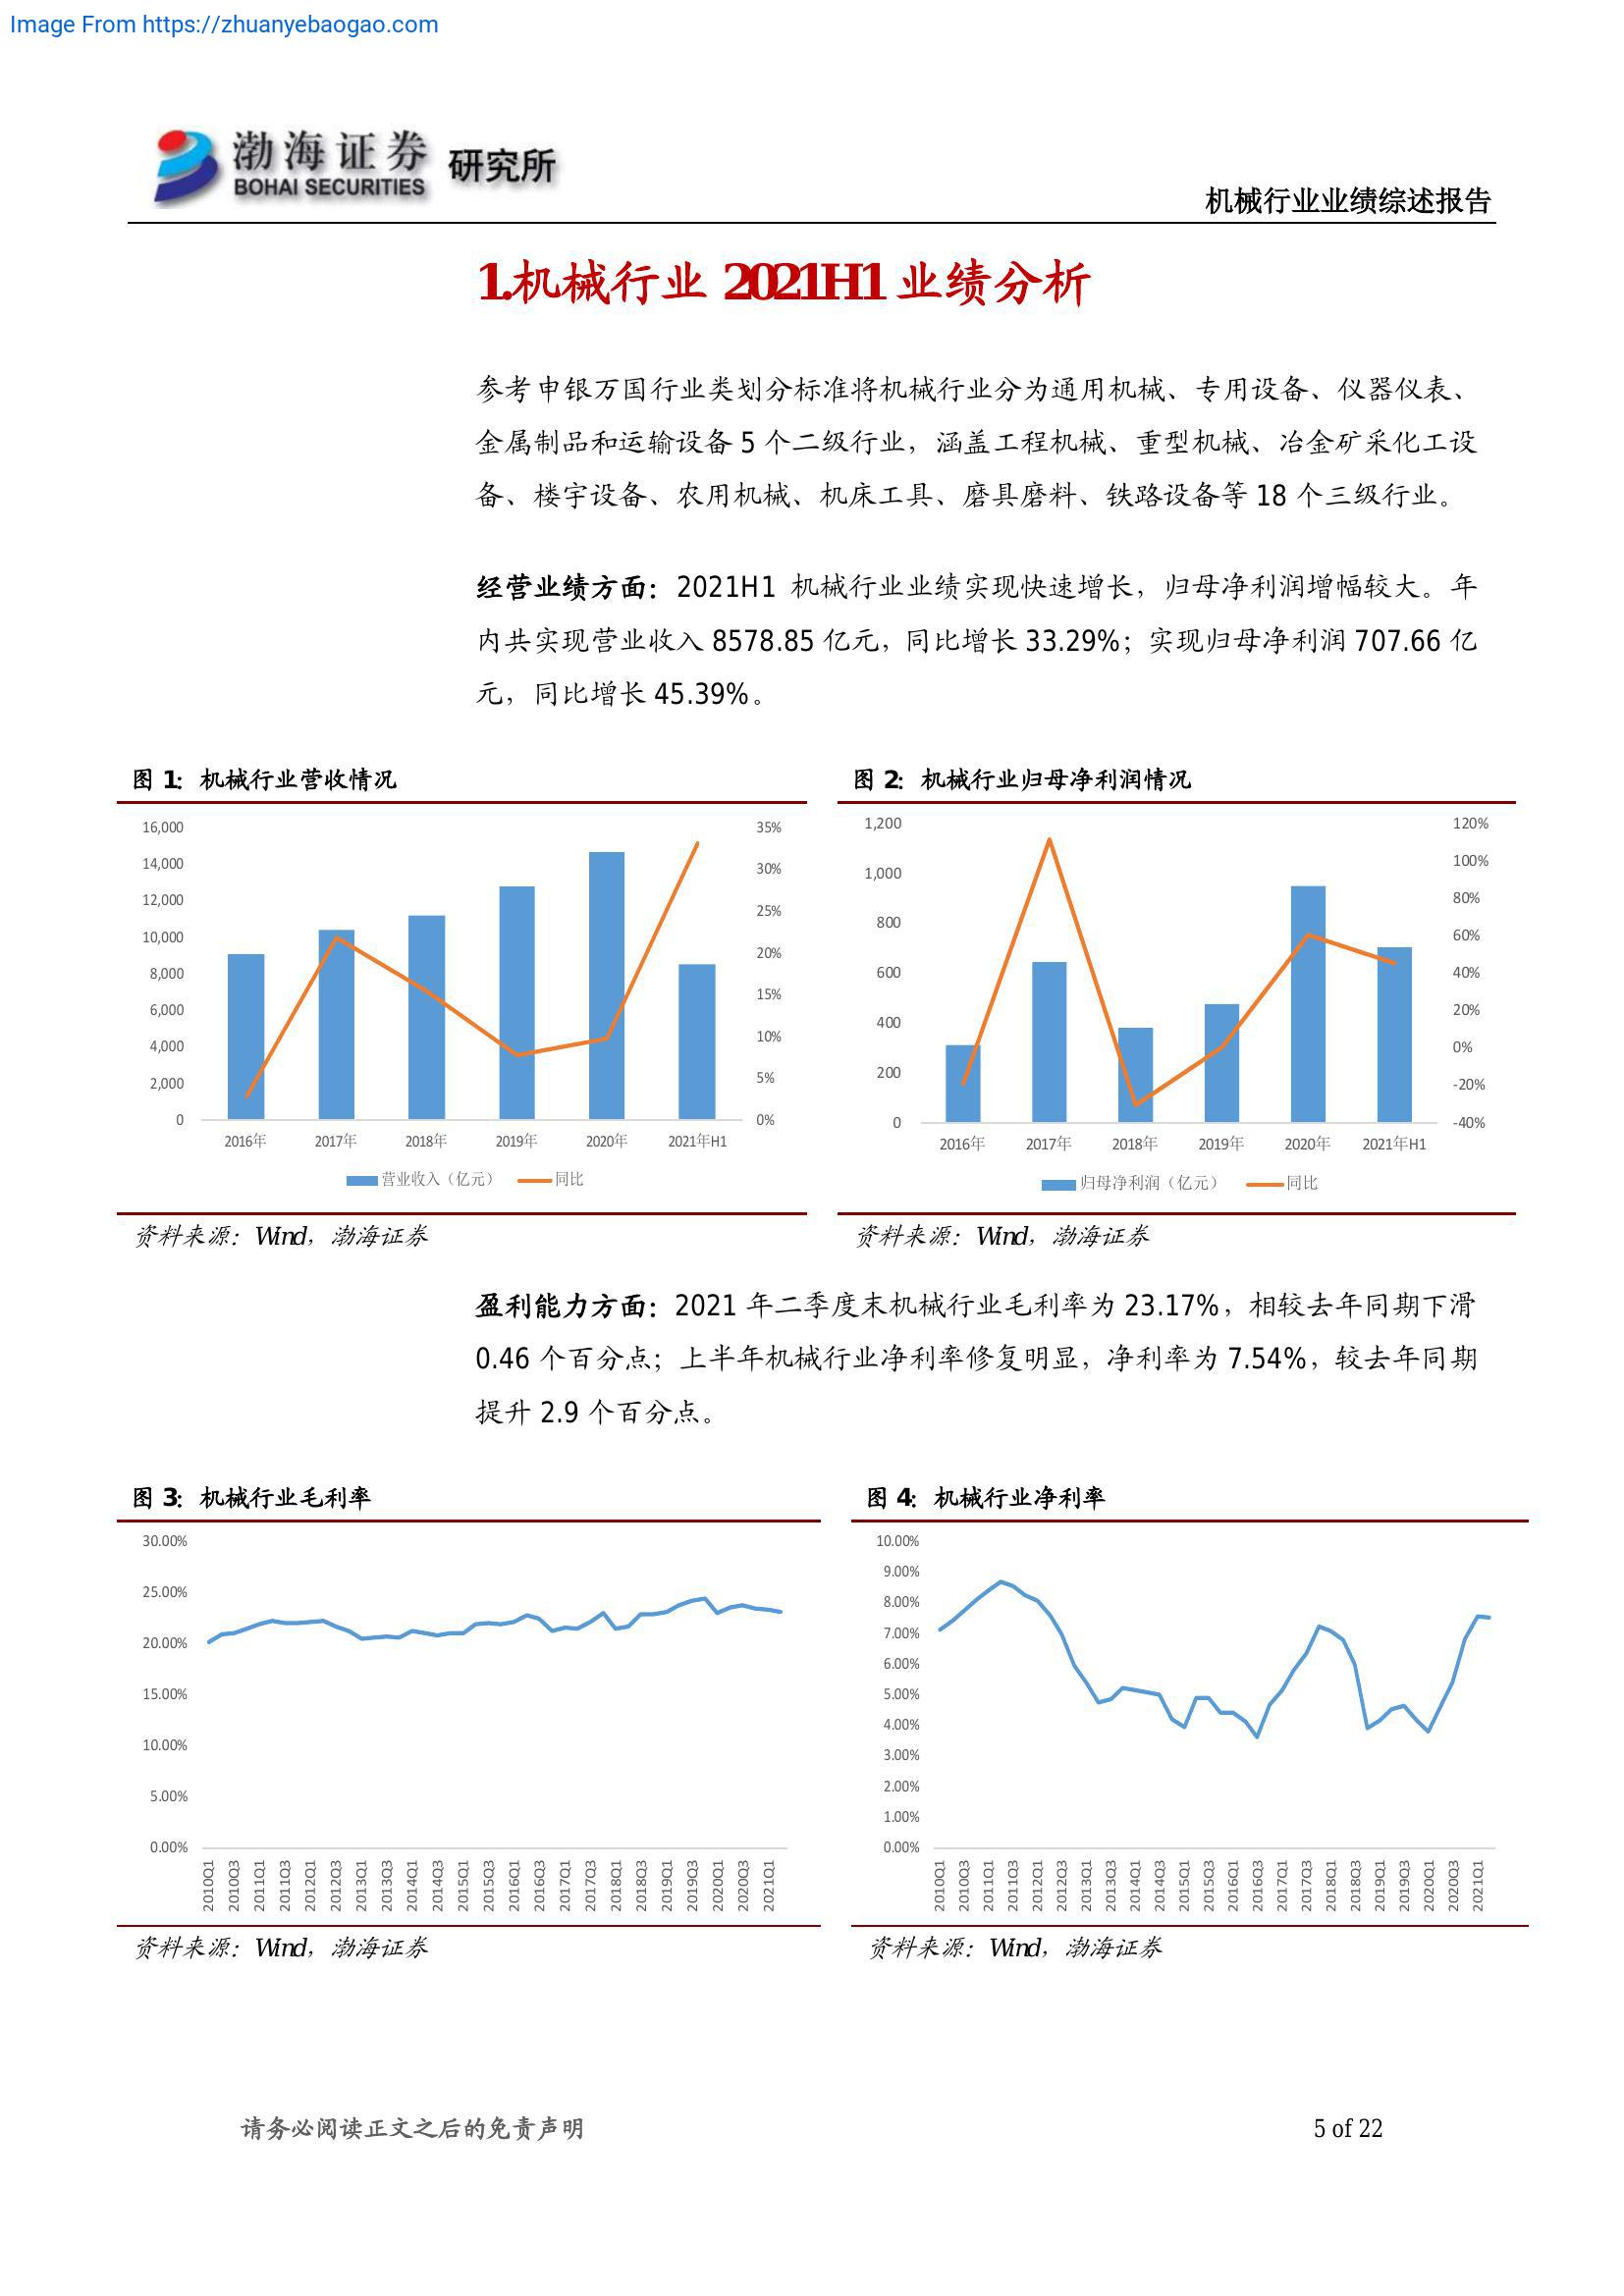 Image From https://zhuanyebaogao.com
渤海证券 研究所
BOHAI SECURITIES
机械行业业绩综述报告
1.机械行业 2021H1 业绩分析
参考申银万国行业类划分标准将机械行业分为通用机械、专用设备、仪器仪表、
金属制品和运输设备 5 个二级行业，涵盖工程机械、重型机械、冶金矿采化工设
备、楼宇设备、农用机械、机床工具、磨具磨料、铁路设备等 18 个三级行业。
经营业绩方面：2021H1 机械行业业绩实现快速增长，归母净利润增幅较大。年
内共实现营业收入 8578.85 亿元，同比增长 33.29%；实现归母净利润 707.66 亿
元，同比增长 45.39%。
图 1：机械行业营收情况
16,000
14,000
12,000
10,000
8,000
6,000
4,000
2,000
0
35%
30%
25%
20%
15%
10%
5%
0%
2016年 2017年 2018年 2019年 2020年 2021年H1
营业收入（亿元） 同比
资料来源：Wind，渤海证券
图 2：机械行业归母净利润情况
1,200
1,000
800
600
400
200
0
120%
100%
80%
60%
40%
20%
0%
-20%
-40%
2016年 2017年 2018年 2019年 2020年 2021年H1
归母净利润（亿元） 同比
资料来源：Wind，渤海证券
盈利能力方面：2021 年二季度末机械行业毛利率为 23.17%，相较去年同期下滑
0.46 个百分点；上半年机械行业净利率修复明显，净利率为 7.54%，较去年同期
提升 2.9 个百分点。
图 3：机械行业毛利率
30.00%
25.00%
20.00%
15.00%
10.00%
5.00%
0.00%
2010Q1 2010Q3 2011Q1 2011Q3 2012Q1 2012Q3 2013Q1 2013Q3 2014Q1 2014Q3 2015Q1 2015Q3 2016Q1 2016Q3 2017Q1 2017Q3 2018Q1 2018Q3 2019Q1 2019Q3 2020Q1 2020Q3 2021Q1
资料来源：Wind，渤海证券
图 4：机械行业净利率
10.00%
9.00%
8.00%
7.00%
6.00%
5.00%
4.00%
3.00%
2.00%
1.00%
0.00%
2010Q1 2010Q3 2011Q1 2011Q3 2012Q1 2012Q3 2013Q1 2013Q3 2014Q1 2014Q3 2015Q1 2015Q3 2016Q1 2016Q3 2017Q1 2017Q3 2018Q1 2018Q3 2019Q1 2019Q3 2020Q1 2020Q3 2021Q1
资料来源：Wind，渤海证券
请务必阅读正文之后的免责声明
5 of 22